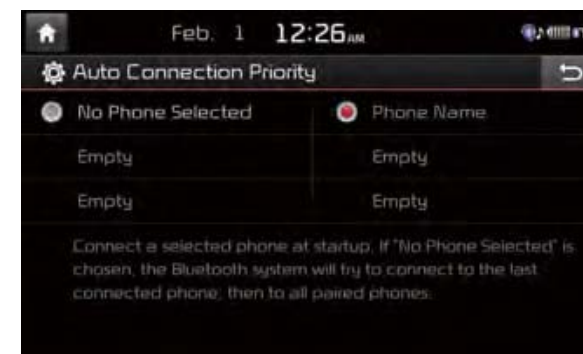 Feb. 1 12:26 AM
Auto Connection Priority
No Phone Selected Phone Name
Empty Empty
Empty Empty
Connect a selected phone at startup. If "No Phone Selected" is
chosen, the Bluetooth system will try to connect to the last
connected phone, then to all paired phones.